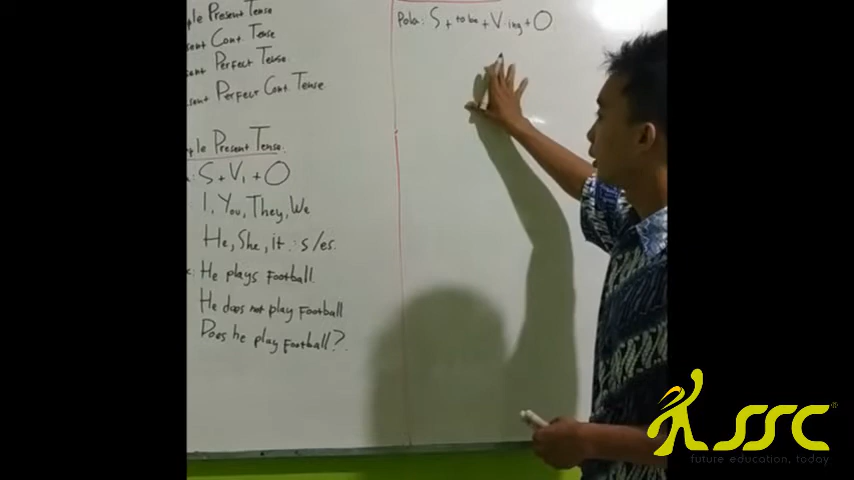 ple Present Tense
sent Cont. Tense
sent Perfect Tense.
sent Perfect Cont. Tense
ple Present Tense.
: S + V1 + O
I, You, They, We
He, She, it : s/es.
: He plays football.
He does not play football
Does he play football?
Pola: S + to be + V ing + O
SSC
future education, today